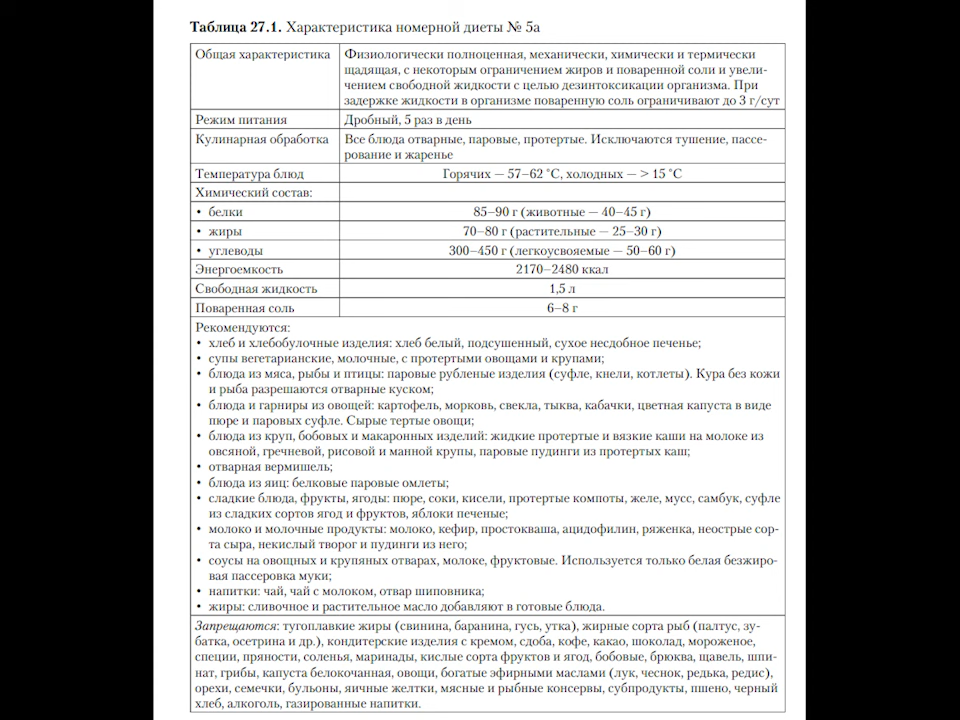 Таблица 27.1. Характеристика номерной диеты № 5а
Общая характеристика Физиологически полноценная, механически, химически и термически
щадящая, с некоторым ограничением жиров и поваренной соли и увели-
чением свободной жидкости с целью дезинтоксикации организма. При
задержке жидкости в организме поваренную соль ограничивают до 3 г/сут
Режим питания Дробный, 5 раз в день
Кулинарная обработка Все блюда отварные, паровые, протертые. Исключаются тушение, пассе-
рование и жаренье
Температура блюд Горячих — 57–62 °С, холодных — > 15 °С
Химический состав:
• белки 85–90 г (животные — 40–45 г)
• жиры 70–80 г (растительные — 25–30 г)
• углеводы 300–450 г (легкоусвояемые — 50–60 г)
Энергоемкость 2170–2480 ккал
Свободная жидкость 1,5 л
Поваренная соль 6–8 г
Рекомендуются:
• хлеб и хлебобулочные изделия: хлеб белый, подсушенный, сухое несдобное печенье;
• супы вегетарианские, молочные, с протертыми овощами и крупами;
• блюда из мяса, рыбы и птицы: паровые рубленые изделия (суфле, кнели, котлеты). Кура без кожи
и рыба разрешаются отварные куском;
• блюда и гарниры из овощей: картофель, морковь, свекла, тыква, кабачки, цветная капуста в виде
пюре и паровых суфле. Сырые тертые овощи;
• блюда из круп, бобовых и макаронных изделий: жидкие протертые и вязкие каши на молоке из
овсяной, гречневой, рисовой и манной крупы, паровые пудинги из протертых каш;
• отварная вермишель;
• блюда из яиц: белковые паровые омлеты;
• сладкие блюда, фрукты, ягоды: пюре, соки, кисели, протертые компоты, желе, мусс, самбук, суфле
из сладких сортов ягод и фруктов, яблоки печеные;
• молоко и молочные продукты: молоко, кефир, простокваша, ацидофилин, ряженка, неострые сор-
та сыра, некислый творог и пудинги из него;
• соусы на овощных и крупяных отварах, молоке, фруктовые. Используется только белая безжиро-
вая пассеровка муки;
• напитки: чай, чай с молоком, отвар шиповника;
• жиры: сливочное и растительное масло добавляют в готовые блюда.
Запрещаются: тугоплавкие жиры (свинина, баранина, гусь, утка), жирные сорта рыб (палтус, зу-
батка, осетрина и др.), кондитерские изделия с кремом, сдоба, кофе, какао, шоколад, мороженое,
специи, пряности, соленья, маринады, кислые сорта фруктов и ягод, бобовые, брюква, щавель, шпи-
нат, грибы, капуста белокочанная, овощи, богатые эфирными маслами (лук, чеснок, редька, редис),
орехи, семечки, бульоны, яичные желтки, мясные и рыбные консервы, субпродукты, пшено, черный
хлеб, алкоголь, газированные напитки.